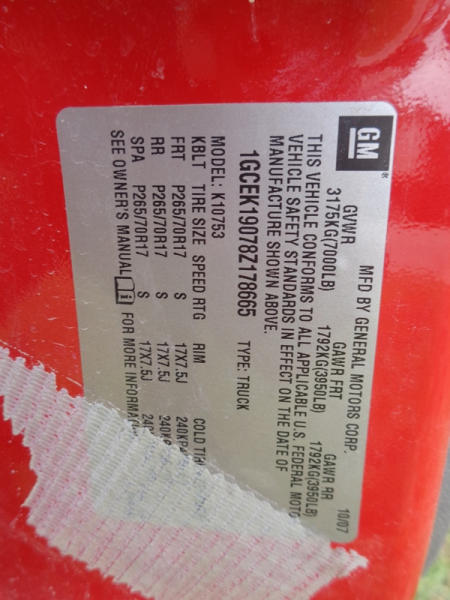 GM®
MFD BY GENERAL MOTORS CORP. 10/07
GVWR GAWR FRT GAWR RR
3175KG(7000LB) 1792KG(3950LB) 1792KG(3950LB)
THIS VEHICLE CONFORMS TO ALL APPLICABLE U.S. FEDERAL MOTO
VEHICLE SAFETY STANDARDS IN EFFECT ON THE DATE OF
MANUFACTURE SHOWN ABOVE.
1GCEK19078Z178665 TYPE: TRUCK
MODEL: K10753
KBLT TIRE SIZE SPEED RTG RIM COLD
FRT P265/70R17 S 17X7.5J 240KP
RR P265/70R17 S 17X7.5J 240KP
SPA P265/70R17 S 17X7.5J 240
SEE OWNER'S MANUAL FOR MORE INFORMA